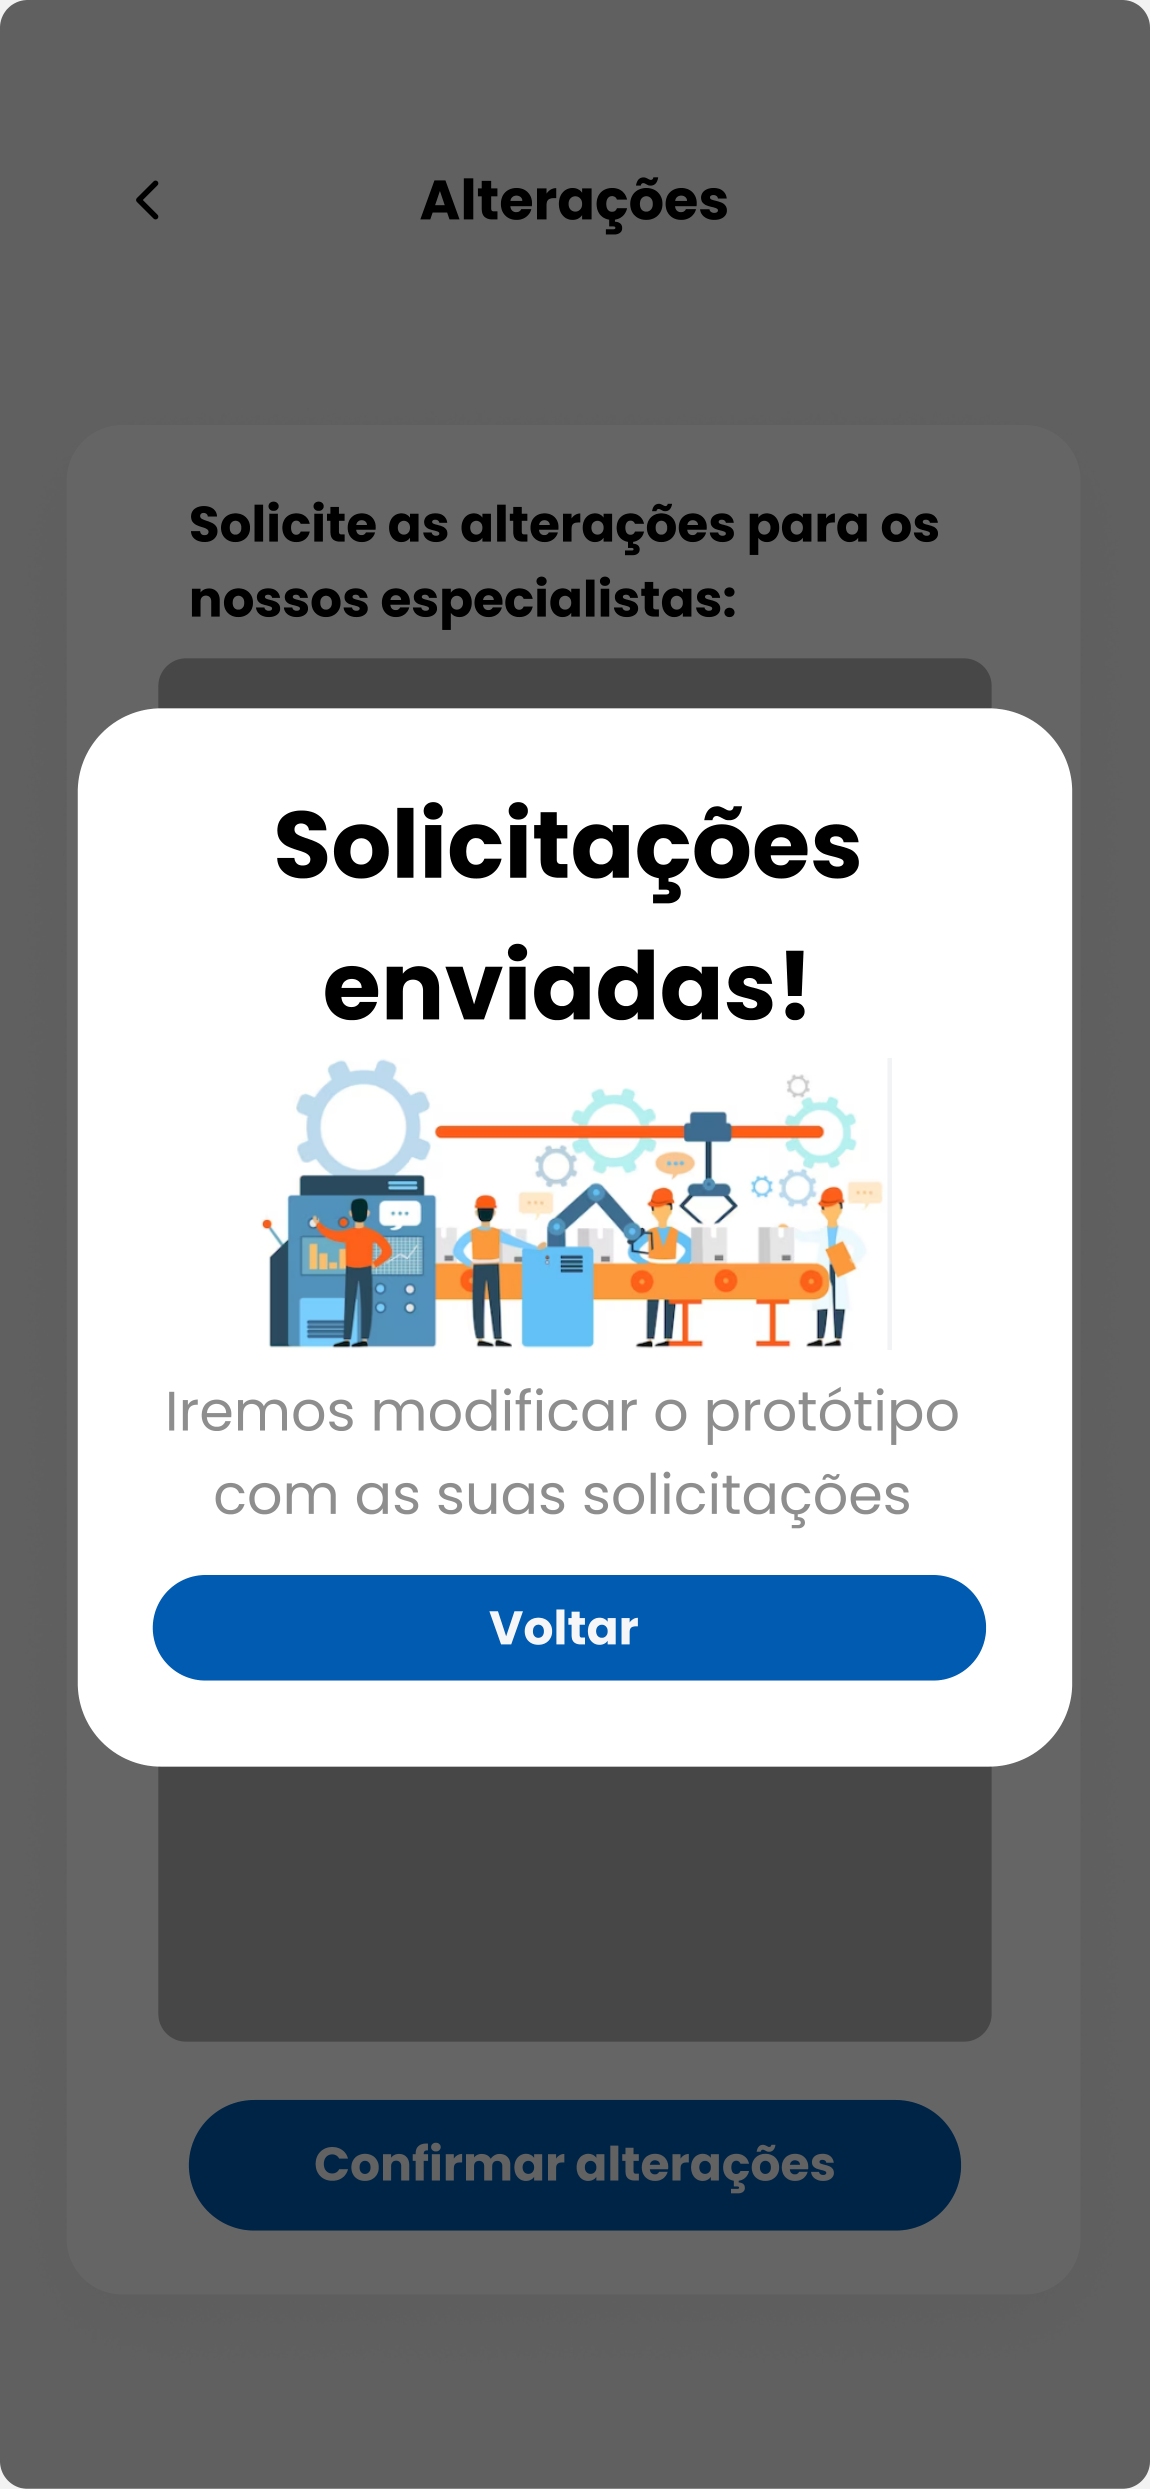 Alterações
Solicite as alterações para os
nossos especialistas:
Solicitações
enviadas!
Iremos modificar o protótipo
com as suas solicitações
Voltar
Confirmar alterações